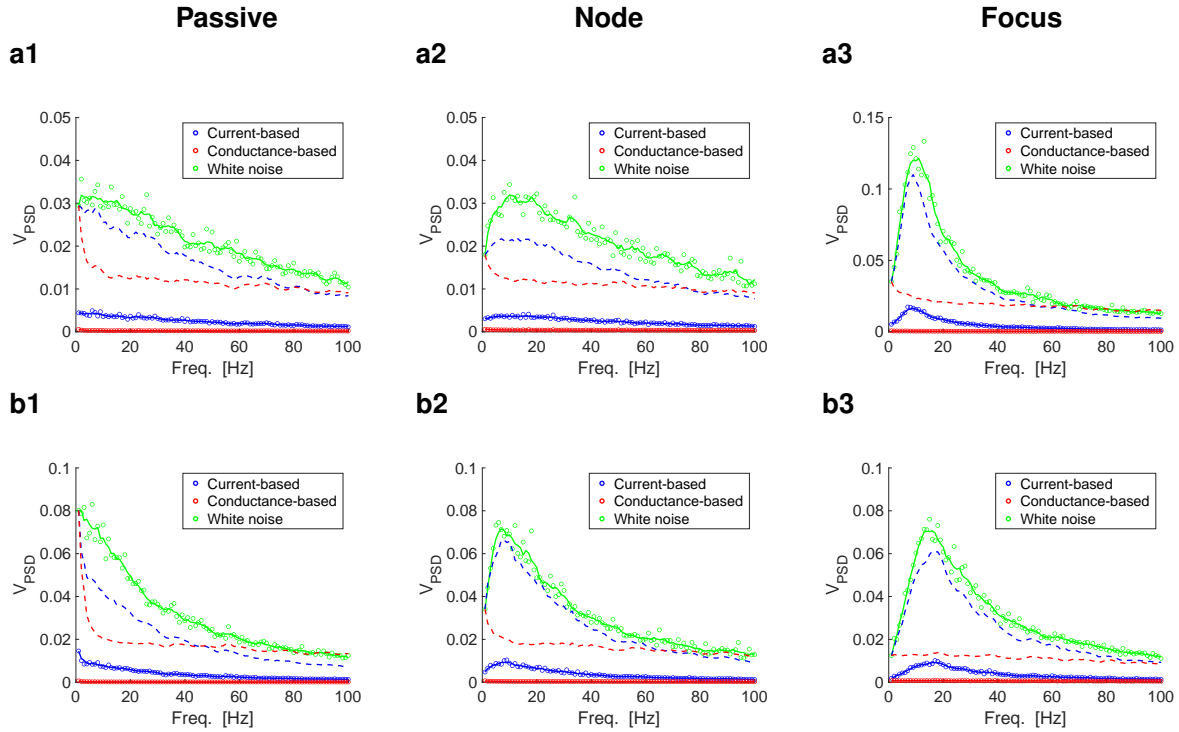 Passive Node Focus
a1 a2 a3
0.05
0.04
0.03
0.02
0.01
0
V_PSD
0 20 40 60 80 100
Freq. [Hz]
Current-based
Conductance-based
White noise
0.05
0.04
0.03
0.02
0.01
0
V_PSD
0 20 40 60 80 100
Freq. [Hz]
Current-based
Conductance-based
White noise
0.15
0.1
0.05
0
V_PSD
0 20 40 60 80 100
Freq. [Hz]
Current-based
Conductance-based
White noise
b1 b2 b3
0.1
0.08
0.06
0.04
0.02
0
V_PSD
0 20 40 60 80 100
Freq. [Hz]
Current-based
Conductance-based
White noise
0.1
0.08
0.06
0.04
0.02
0
V_PSD
0 20 40 60 80 100
Freq. [Hz]
Current-based
Conductance-based
White noise
0.1
0.08
0.06
0.04
0.02
0
V_PSD
0 20 40 60 80 100
Freq. [Hz]
Current-based
Conductance-based
White noise